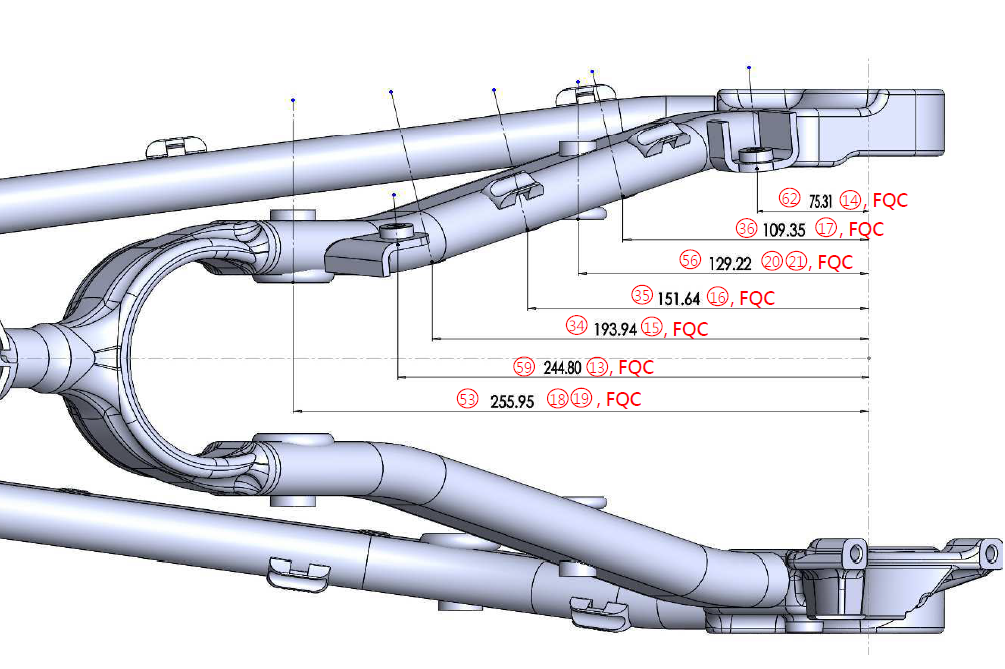 62 75.31 14, FQC
36 109.35 17, FQC
56 129.22 20 21, FQC
35 151.64 16, FQC
34 193.94 15, FQC
59 244.80 13, FQC
53 255.95 18 19, FQC